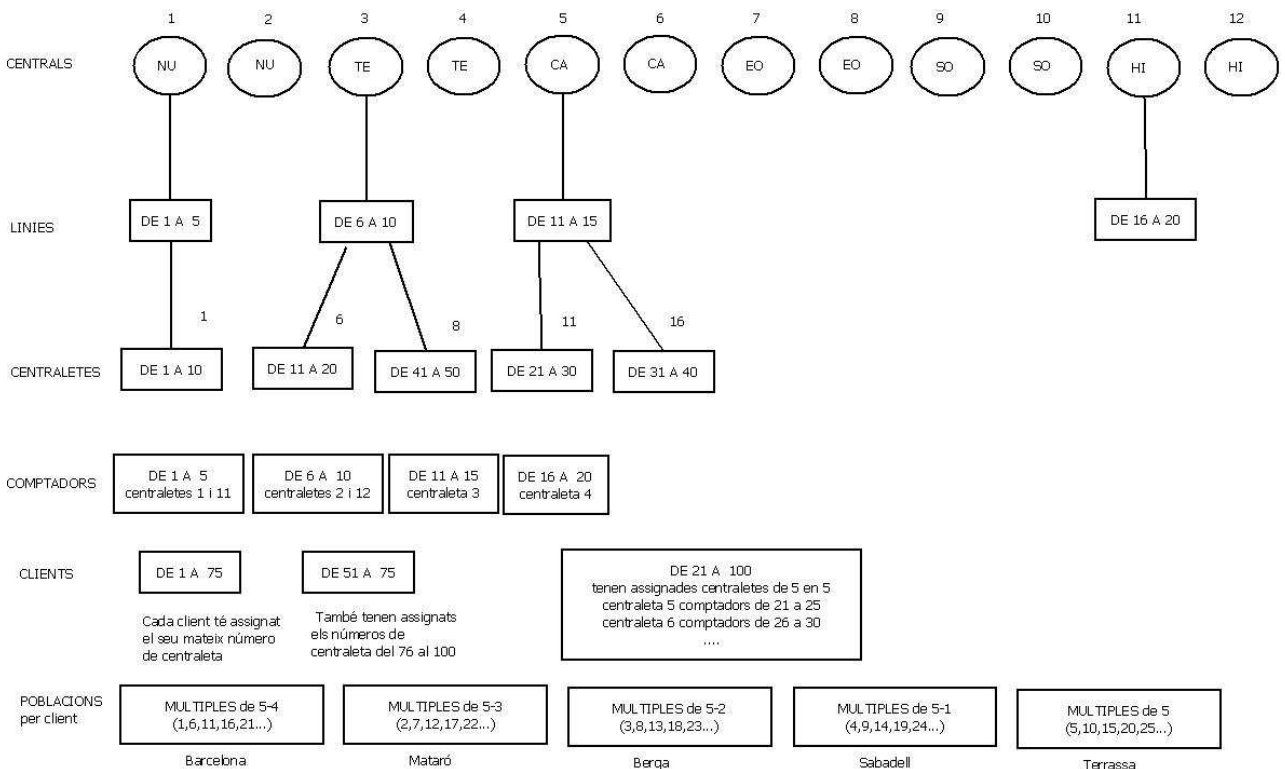 1 2 3 4 5 6 7 8 9 10 11 12
CENTRALS
NU NU TE TE CA CA EO EO SO SO HI HI
LINIES
DE 1 A 5
DE 6 A 10
DE 11 A 15
DE 16 A 20
1 6 8 11 16
CENTRALETES
DE 1 A 10
DE 11 A 20
DE 41 A 50
DE 21 A 30
DE 31 A 40
COMPTADORS
DE 1 A 5
centraletes 1 i 11
DE 6 A 10
centraletes 2 i 12
DE 11 A 15
centraleta 3
DE 16 A 20
centraleta 4
CLIENTS
DE 1 A 75
Cada client té assignat
el seu mateix número
de centraleta
DE 51 A 75
També tenen assignats
els números de
centraleta del 76 al 100
DE 21 A 100
tenen assignades centraletes de 5 en 5
centraleta 5 comptadors de 21 a 25
centraleta 6 comptadors de 26 a 30
....
POBLACIONS
per client
MULTIPLES de 5-4
(1,6,11,16,21...)
Barcelona
MULTIPLES de 5-3
(2,7,12,17,22...)
Mataró
MULTIPLES de 5-2
(3,8,13,18,23...)
Berga
MULTIPLES de 5-1
(4,9,14,19,24...)
Sabadell
MULTIPLES de 5
(5,10,15,20,25...)
Terrassa